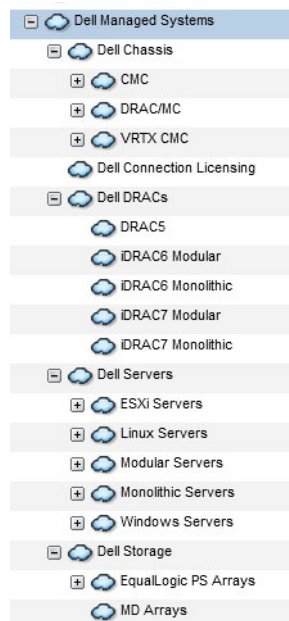 Dell Managed Systems
Dell Chassis
CMC
DRAC/MC
VRTX CMC
Dell Connection Licensing
Dell DRACs
DRAC5
iDRAC6 Modular
iDRAC6 Monolithic
iDRAC7 Modular
iDRAC7 Monolithic
Dell Servers
ESXi Servers
Linux Servers
Modular Servers
Monolithic Servers
Windows Servers
Dell Storage
EqualLogic PS Arrays
MD Arrays